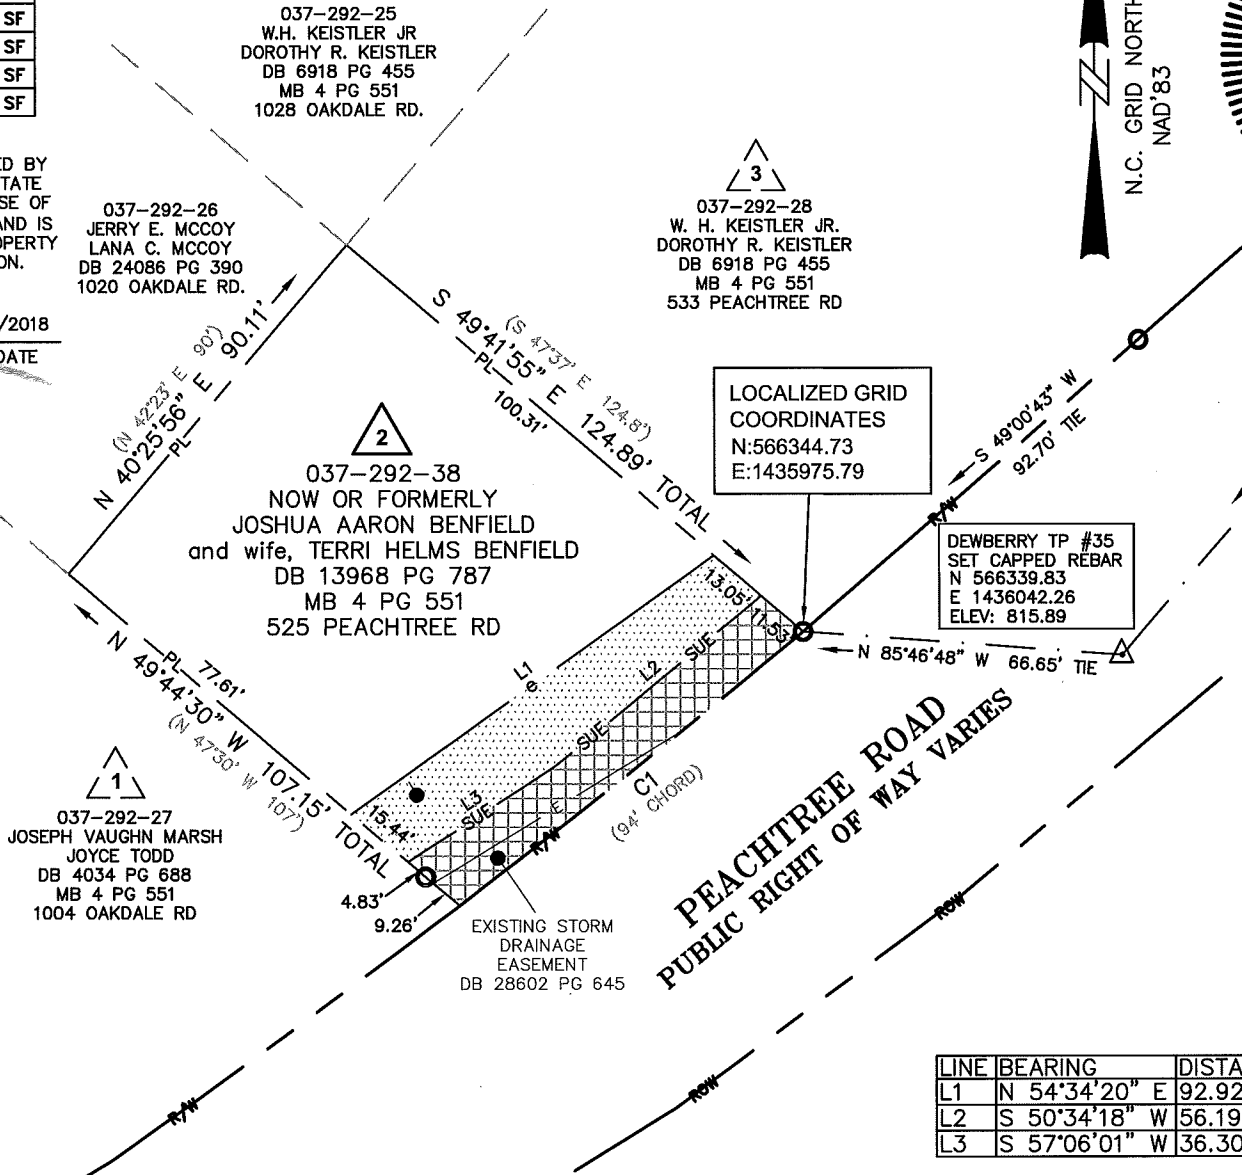 SF
SF
SF
SF
037-292-25
W.H. KEISTLER JR
DOROTHY R. KEISTLER
DB 6918 PG 455
MB 4 PG 551
1028 OAKDALE RD.
N.C. GRID NORTH
NAD'83
ED BY
TATE
SE OF
AND IS
OPERTY
ON.
/2018
DATE
037-292-26
JERRY E. MCCOY
LANA C. MCCOY
DB 24086 PG 390
1020 OAKDALE RD.
3
037-292-28
W. H. KEISTLER JR.
DOROTHY R. KEISTLER
DB 6918 PG 455
MB 4 PG 551
533 PEACHTREE RD
(N 42°23' E 90')
N 40°25'56" E 90.11'
PL
(S 47°37' E 124.8')
S 49°41'55" E 124.89' TOTAL
PL
100.31'
LOCALIZED GRID
COORDINATES
N:566344.73
E:1435975.79
S 49°00'43" W
92.70' TIE
R/W
2
037-292-38
NOW OR FORMERLY
JOSHUA AARON BENFIELD
and wife, TERRI HELMS BENFIELD
DB 13968 PG 787
MB 4 PG 551
525 PEACHTREE RD
DEWBERRY TP #35
SET CAPPED REBAR
N 566339.83
E 1436042.26
ELEV: 815.89
N 85°46'48" W 66.65' TIE
13.05'
11.53'
L1
L2
SUE
SUE
L3
SUE
E
C1
(94' CHORD)
R/W
PL
77.61'
N 49°44'30" W 107.15' TOTAL
(N 47°30' W 107')
15.44'
4.83'
9.26'
1
037-292-27
JOSEPH VAUGHN MARSH
JOYCE TODD
DB 4034 PG 688
MB 4 PG 551
1004 OAKDALE RD
EXISTING STORM
DRAINAGE
EASEMENT
DB 28602 PG 645
PEACHTREE ROAD
PUBLIC RIGHT OF WAY VARIES
ROW
ROW
R/W
LINE BEARING DISTA
L1 N 54°34'20" E 92.92
L2 S 50°34'18" W 56.19
L3 S 57°06'01" W 36.30